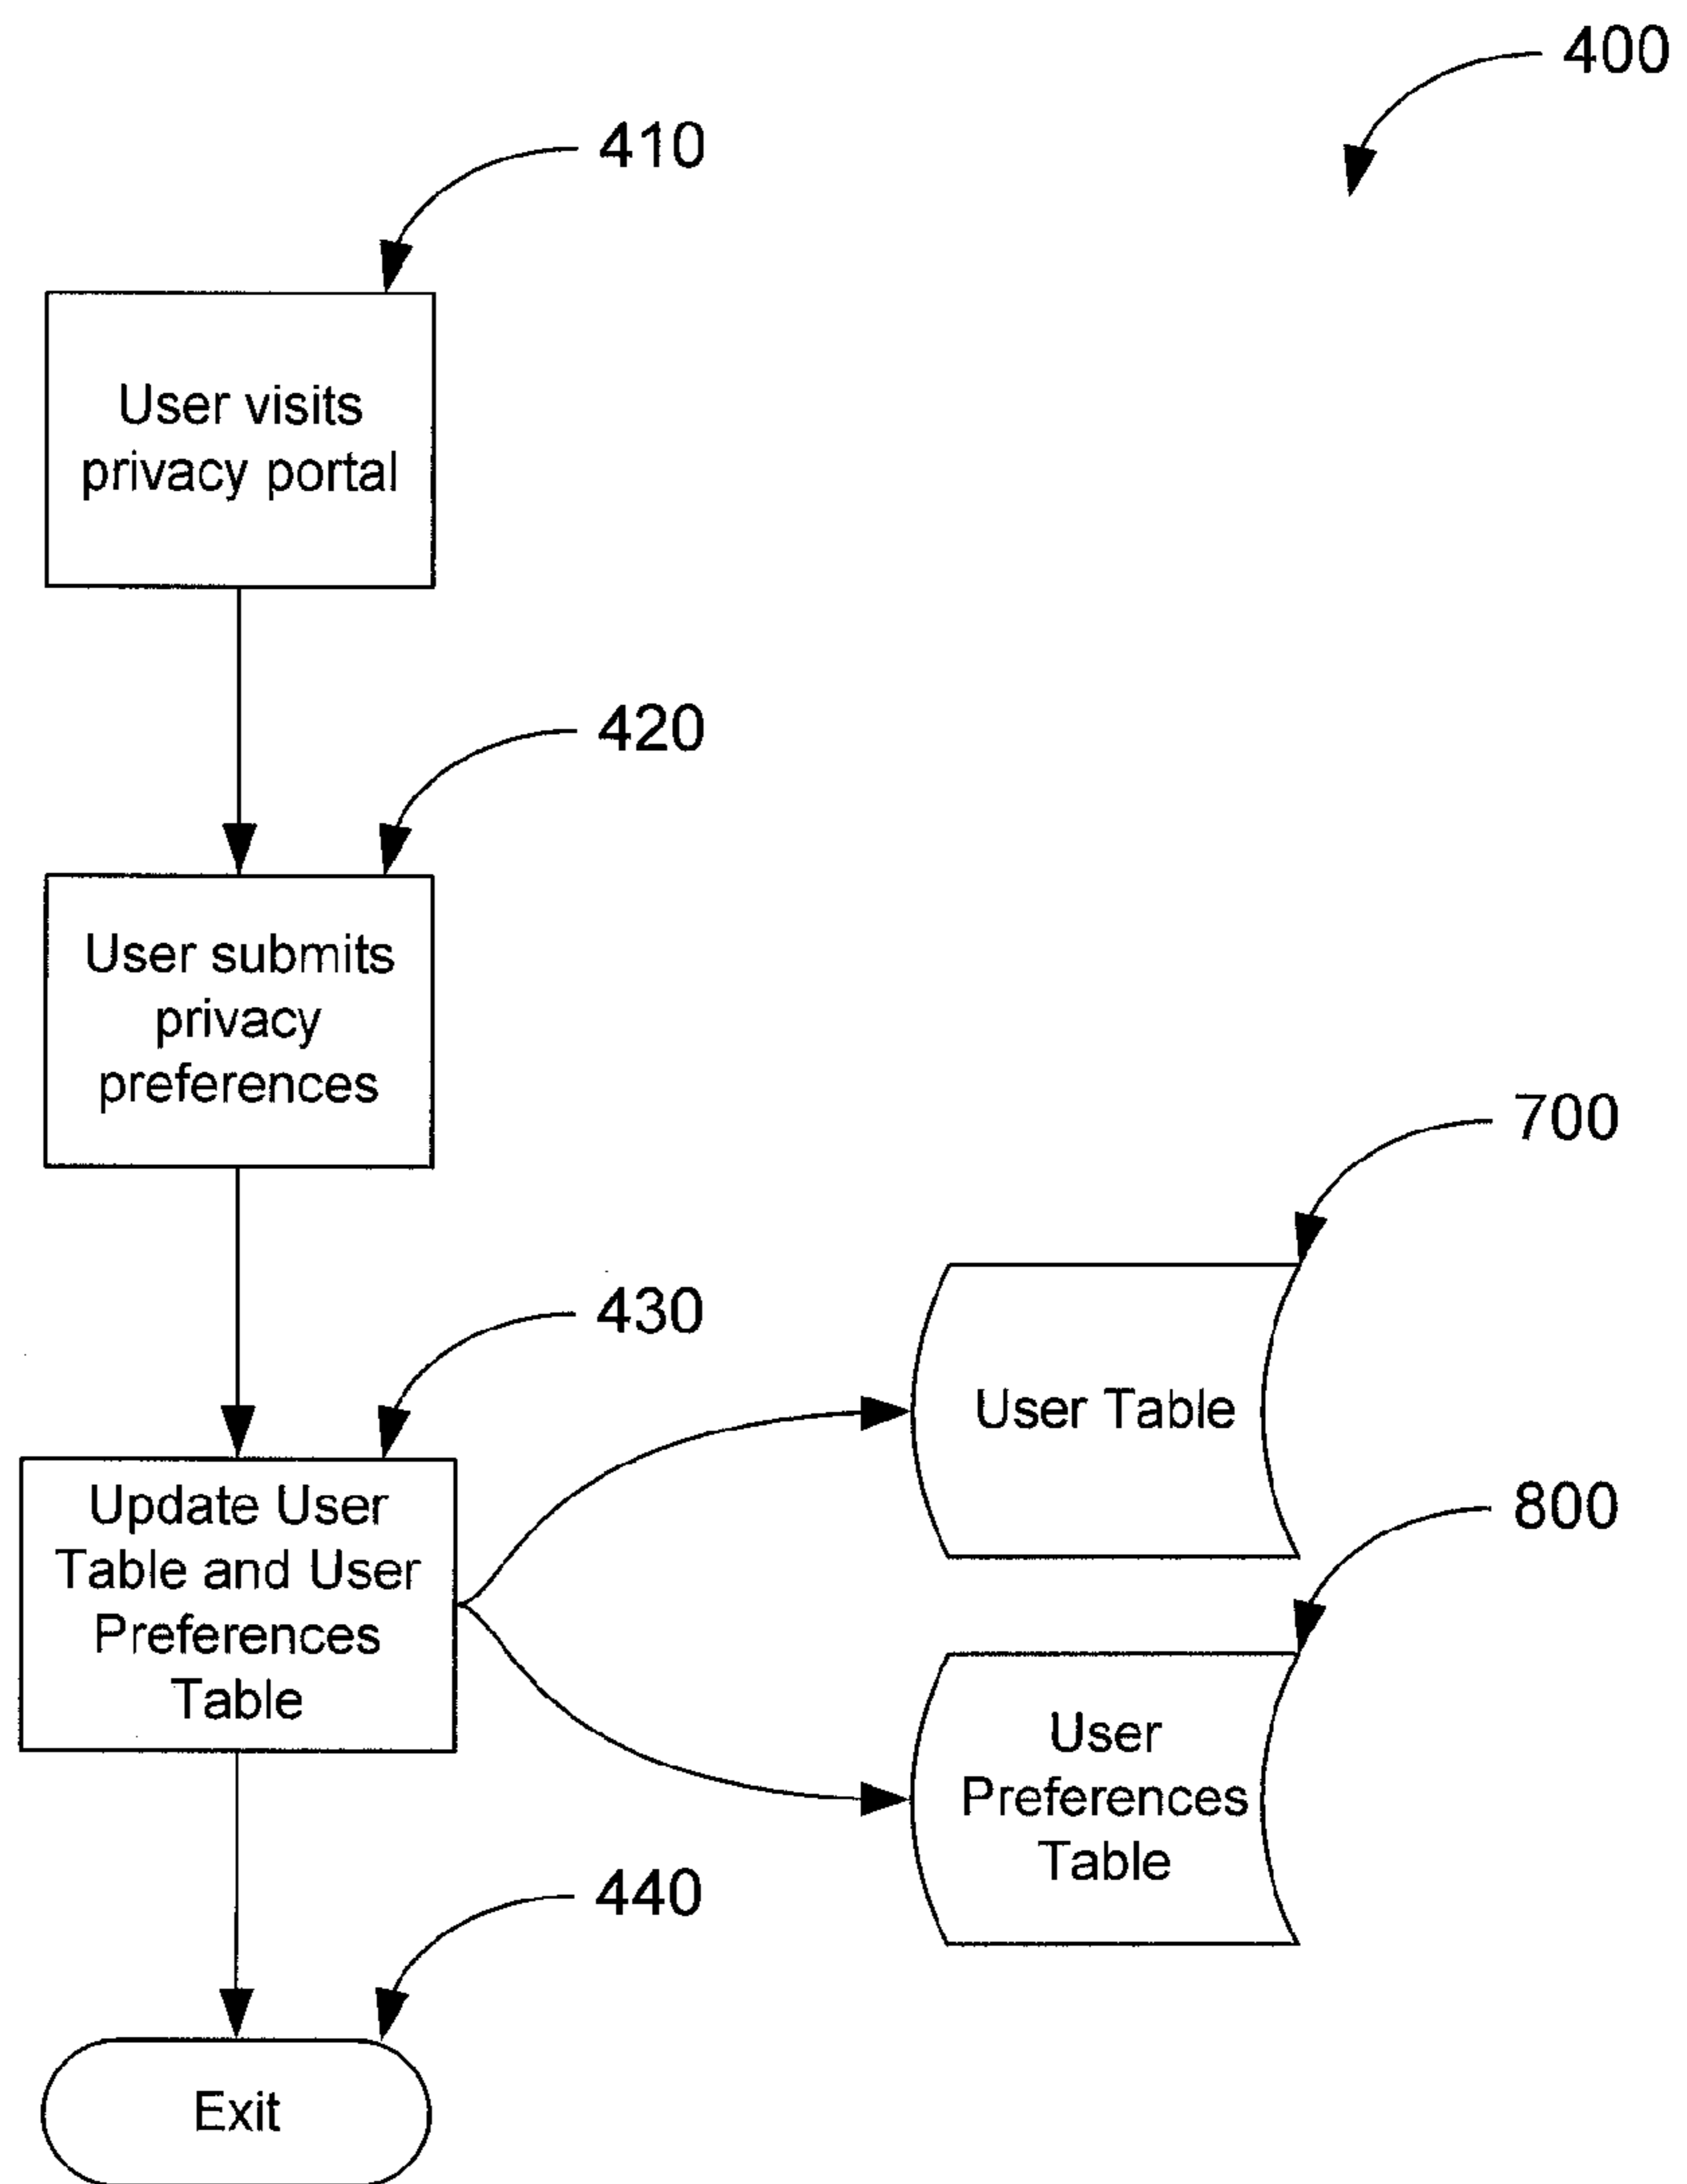 400
410
User visits
privacy portal
420
User submits
privacy
preferences
700
430
User Table
Update User
Table and User
Preferences
Table
800
User
Preferences
Table
440
Exit